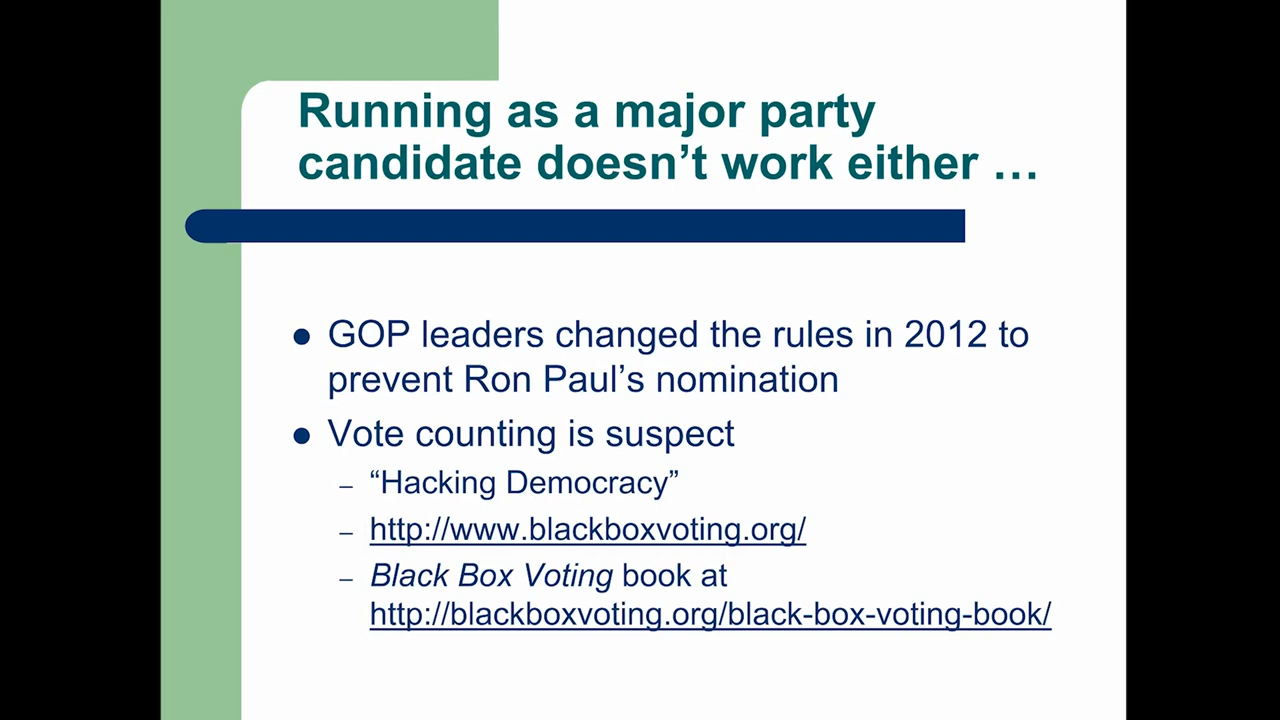 Running as a major party
candidate doesn’t work either …
● GOP leaders changed the rules in 2012 to
prevent Ron Paul’s nomination
● Vote counting is suspect
– “Hacking Democracy”
– http://www.blackboxvoting.org/
– Black Box Voting book at
http://blackboxvoting.org/black-box-voting-book/